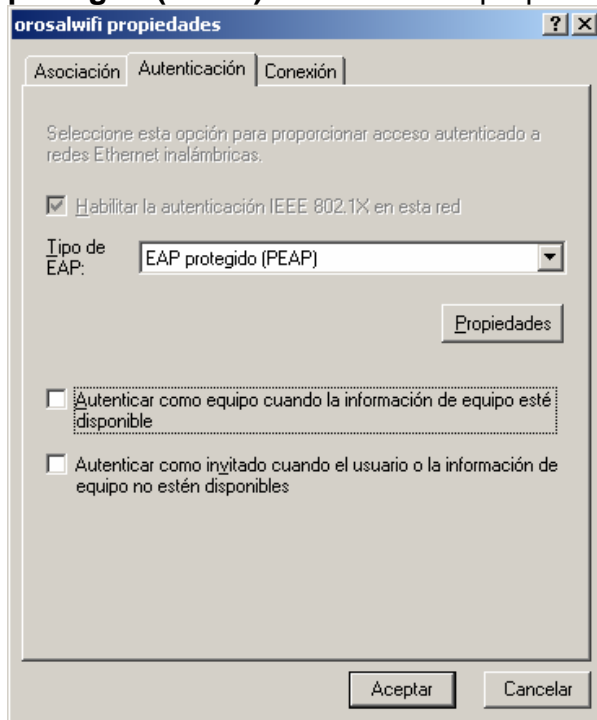 orosalwifi propiedades
Asociación Autenticación Conexión
Seleccione esta opción para proporcionar acceso autenticado a
redes Ethernet inalámbricas.
Habilitar la autenticación IEEE 802.1X en esta red
Tipo de
EAP:
EAP protegido (PEAP)
Propiedades
Autenticar como equipo cuando la información de equipo esté
disponible
Autenticar como invitado cuando el usuario o la información de
equipo no estén disponibles
Aceptar Cancelar